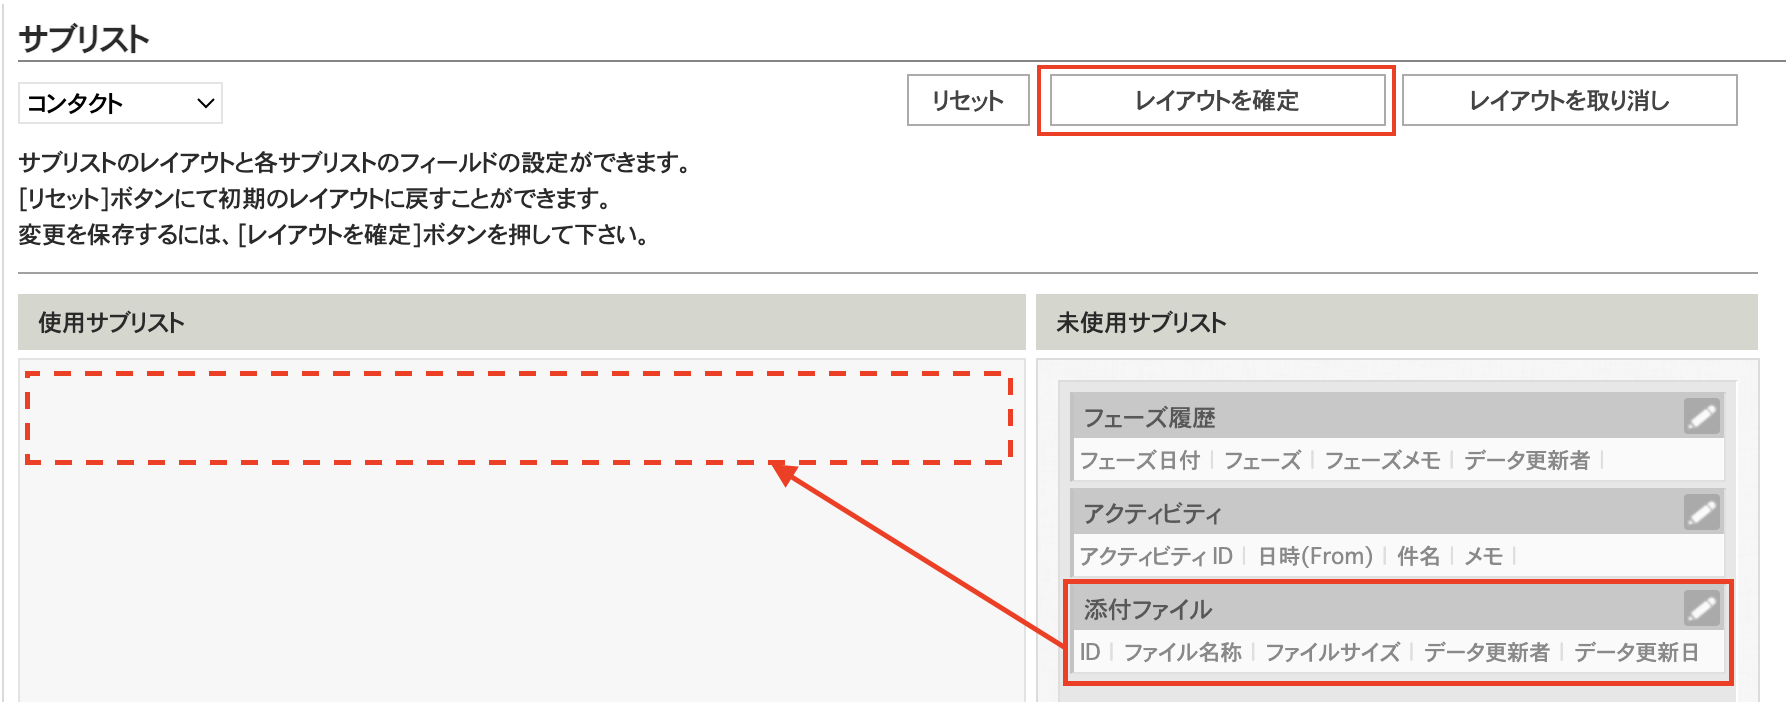 サブリスト
コンタクト
リセット
レイアウトを確定
レイアウトを取り消し
サブリストのレイアウトと各サブリストのフィールドの設定ができます。
[リセット]ボタンにて初期のレイアウトに戻すことができます。
変更を保存するには、[レイアウトを確定]ボタンを押して下さい。
使用サブリスト
未使用サブリスト
フェーズ履歴
フェーズ日付 | フェーズ | フェーズメモ | データ更新者 |
アクティビティ
アクティビティID | 日時(From) | 件名 | メモ |
添付ファイル
ID | ファイル名称 | ファイルサイズ | データ更新者 | データ更新日